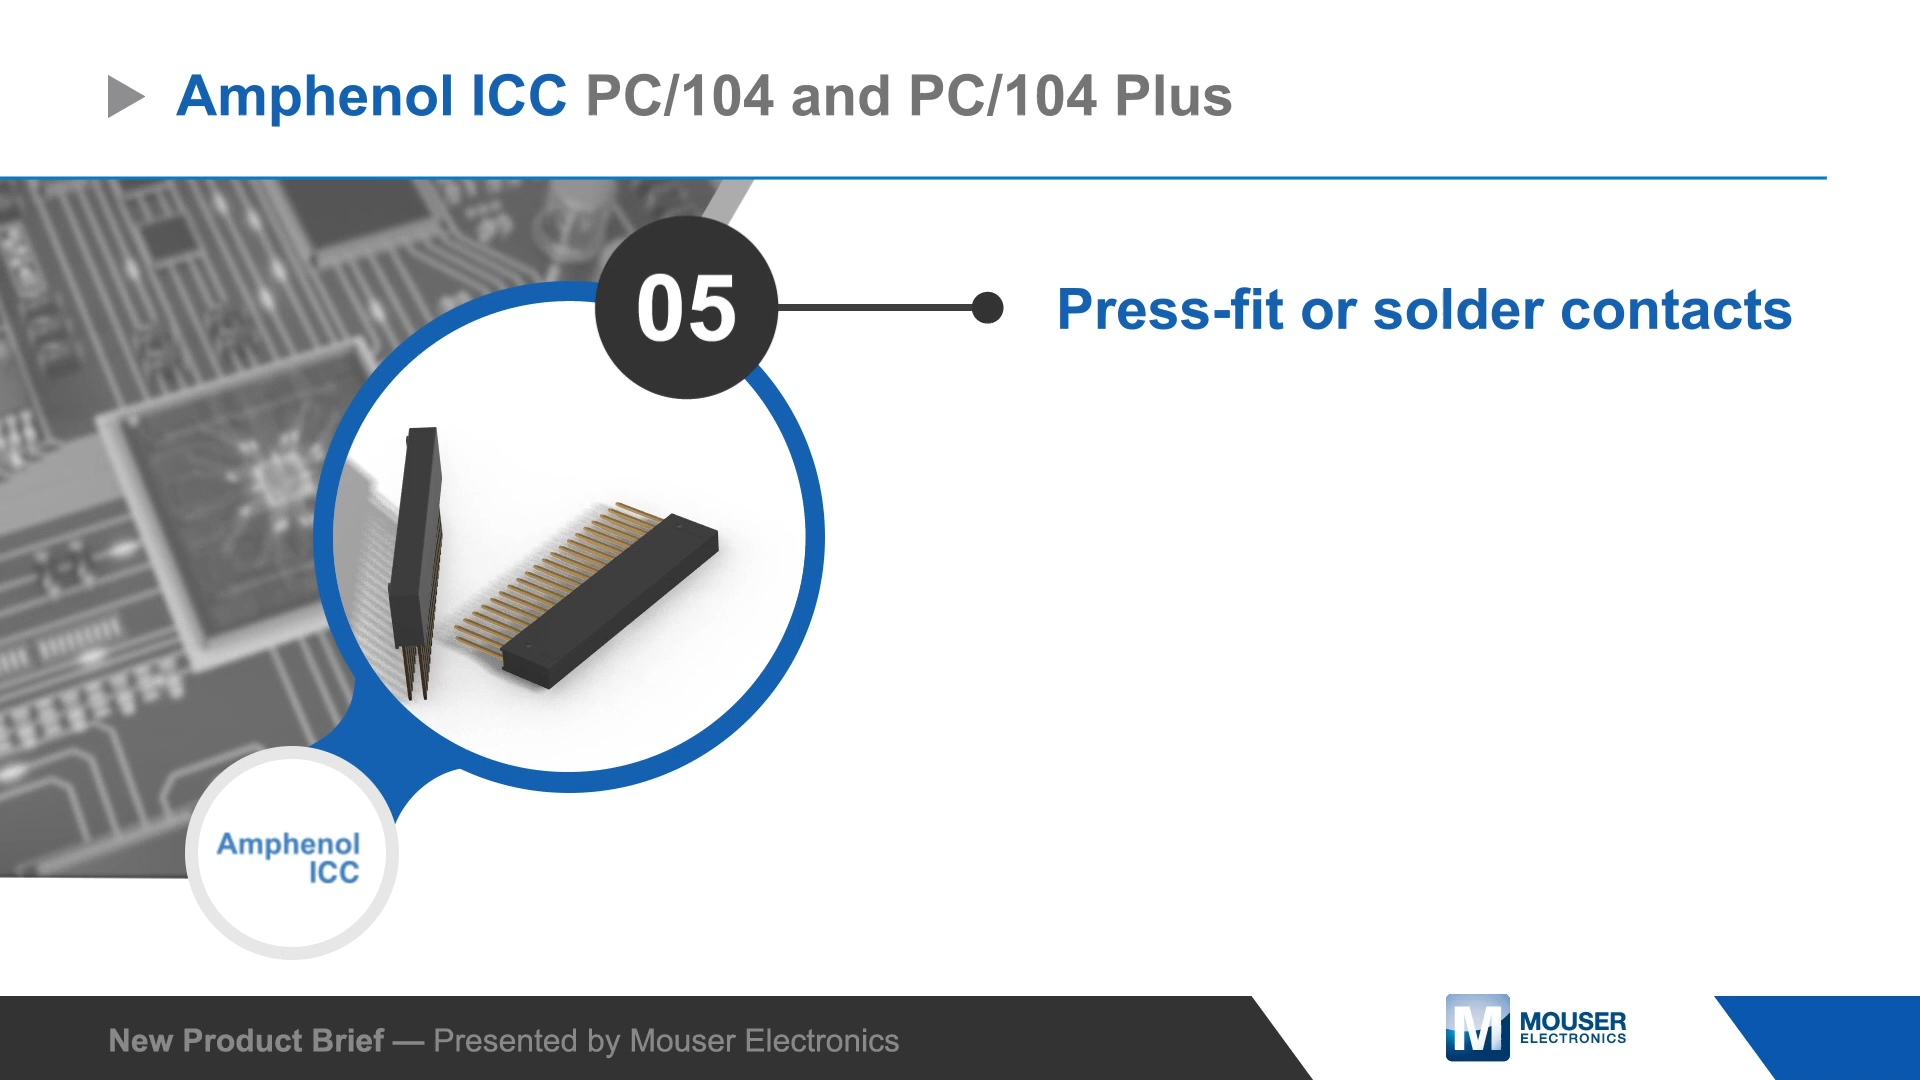 Amphenol ICC PC/104 and PC/104 Plus
05
Press-fit or solder contacts
Amphenol
ICC
New Product Brief — Presented by Mouser Electronics
M
MOUSER
ELECTRONICS